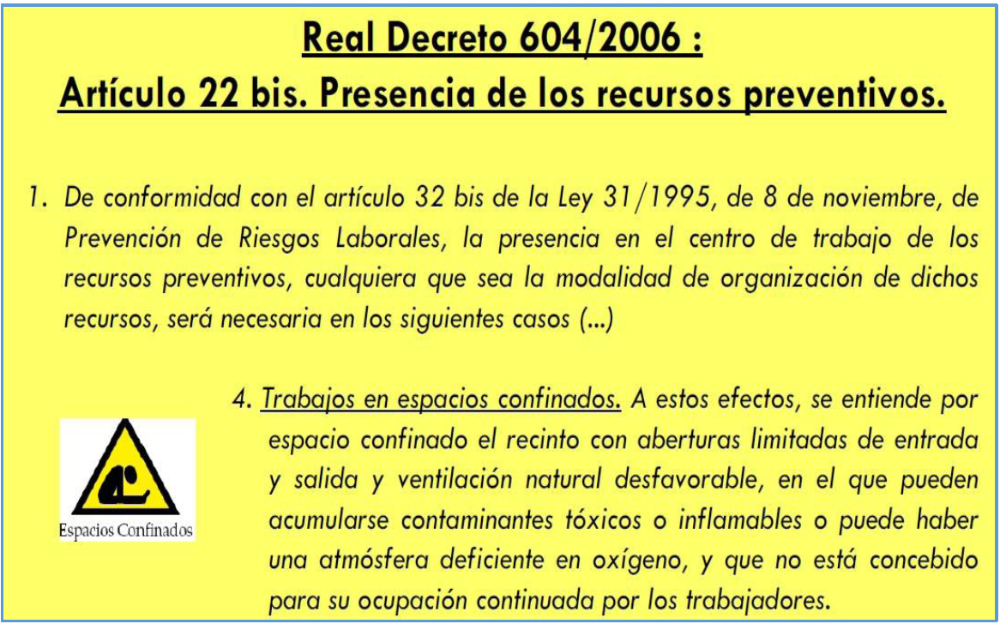 Real Decreto 604/2006 :
Artículo 22 bis. Presencia de los recursos preventivos.
1. De conformidad con el artículo 32 bis de la Ley 31/1995, de 8 de noviembre, de
Prevención de Riesgos Laborales, la presencia en el centro de trabajo de los
recursos preventivos, cualquiera que sea la modalidad de organización de dichos
recursos, será necesaria en los siguientes casos (...)
4. Trabajos en espacios confinados. A estos efectos, se entiende por
espacio confinado el recinto con aberturas limitadas de entrada
y salida y ventilación natural desfavorable, en el que pueden
acumularse contaminantes tóxicos o inflamables o puede haber
una atmósfera deficiente en oxígeno, y que no está concebido
para su ocupación continuada por los trabajadores.
Espacios Confinados